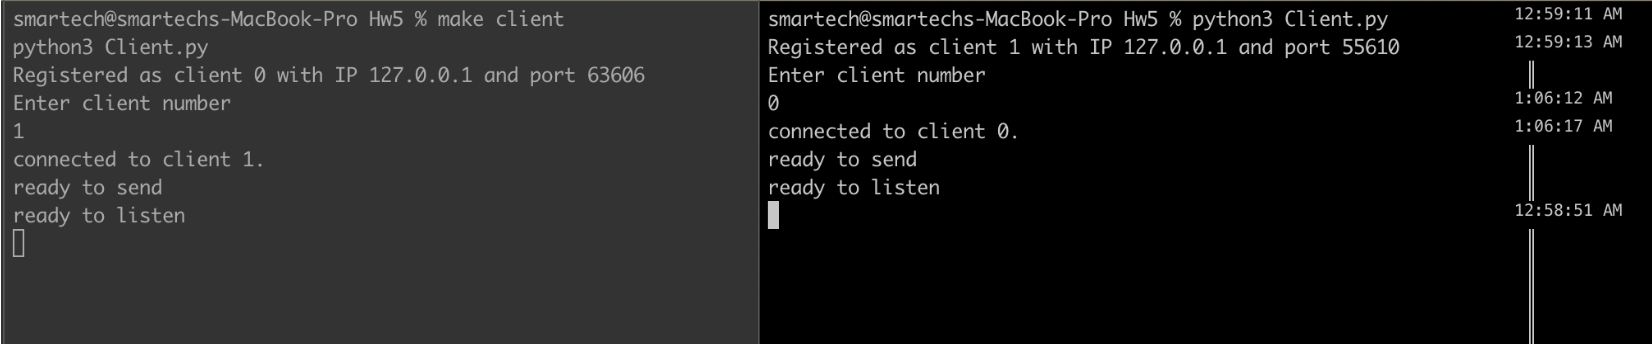 smartech@smartechs-MacBook-Pro Hw5 % make client
python3 Client.py
Registered as client 0 with IP 127.0.0.1 and port 63606
Enter client number
1
connected to client 1.
ready to send
ready to listen
smartech@smartechs-MacBook-Pro Hw5 % python3 Client.py
Registered as client 1 with IP 127.0.0.1 and port 55610
Enter client number
0
connected to client 0.
ready to send
ready to listen
12:59:11 AM
12:59:13 AM
1:06:12 AM
1:06:17 AM
12:58:51 AM